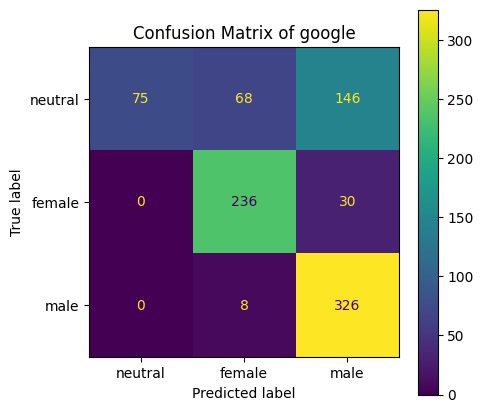 Confusion Matrix of google
neutral 75 68 146
female 0 236 30
male 0 8 326
neutral female male
Predicted label
True label
300
250
200
150
100
50
0